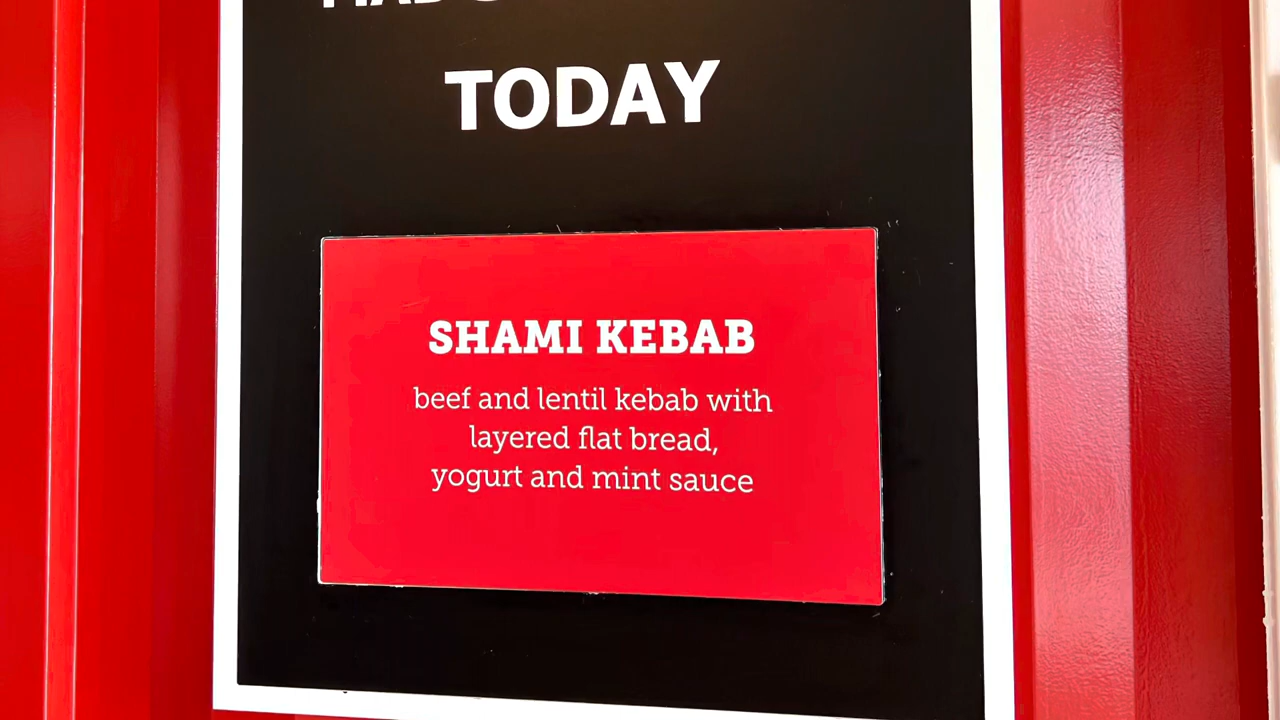 TODAY
SHAMI KEBAB
beef and lentil kebab with
layered flat bread,
yogurt and mint sauce